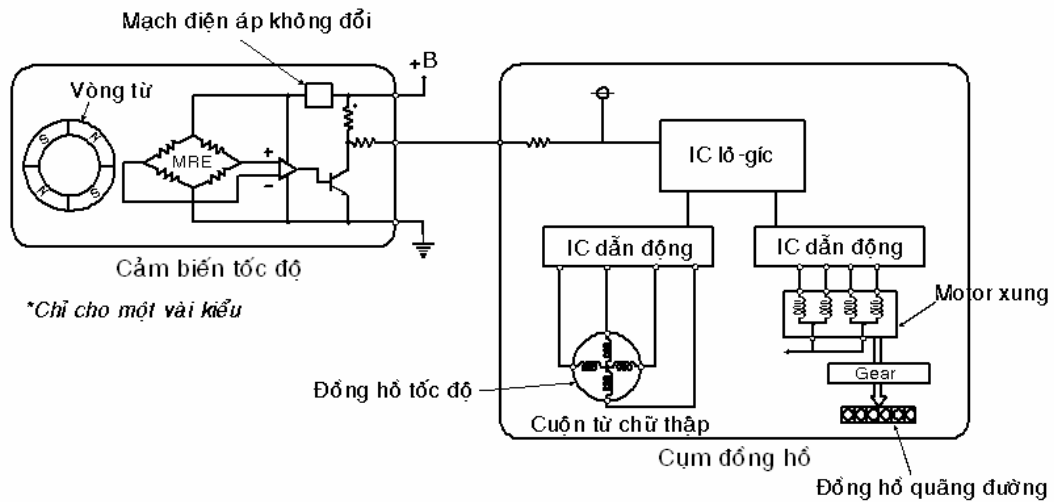 Mạch điện áp không đổi
+B
Vòng từ
S
N
N
S
MRE
+
−
IC lô-gíc
IC dẫn động
IC dẫn động
Cảm biến tốc độ
*Chỉ cho một vài kiểu
Motor xung
Gear
Đồng hồ tốc độ
Cuộn từ chữ thập
Cụm đồng hồ
Đồng hồ quãng đường